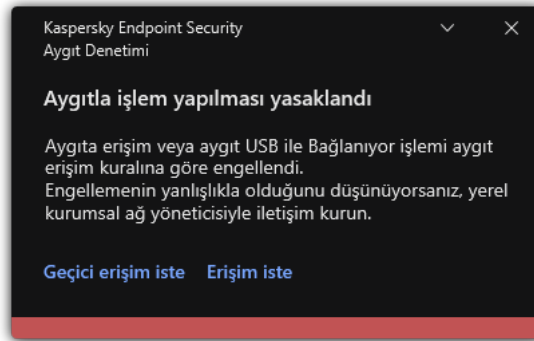 Kaspersky Endpoint Security
Aygıt Denetimi
Aygıtla işlem yapılması yasaklandı
Aygıta erişim veya aygıt USB ile Bağlanıyor işlemi aygıt
erişim kuralına göre engellendi.
Engellemenin yanlışlıkla olduğunu düşünüyorsanız, yerel
kurumsal ağ yöneticisiyle iletişim kurun.
Geçici erişim iste Erişim iste